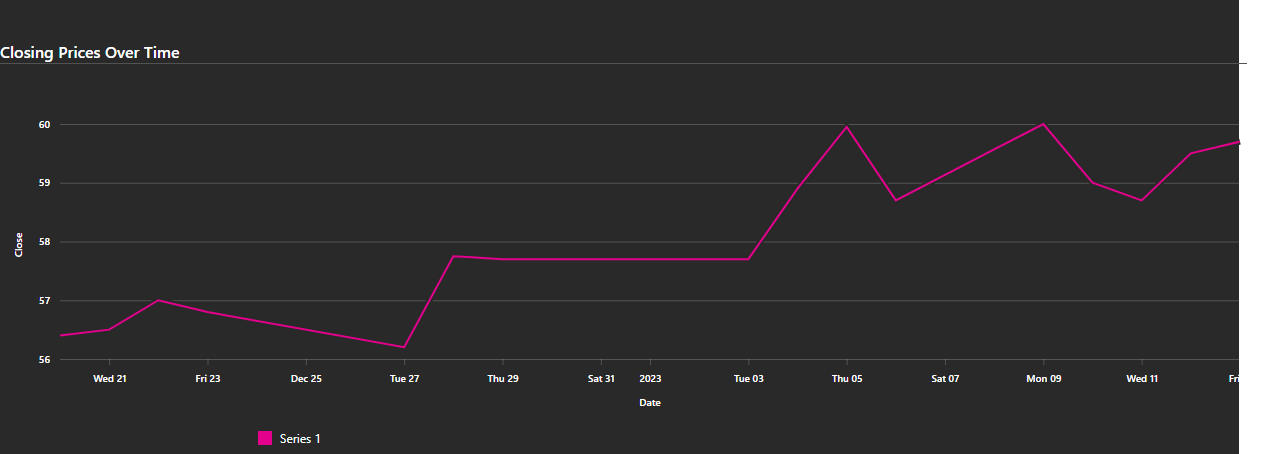 Closing Prices Over Time
60
59
58
57
56
Close
Wed 21 Fri 23 Dec 25 Tue 27 Thu 29 Sat 31 2023 Tue 03 Thu 05 Sat 07 Mon 09 Wed 11 Fri
Date
Series 1